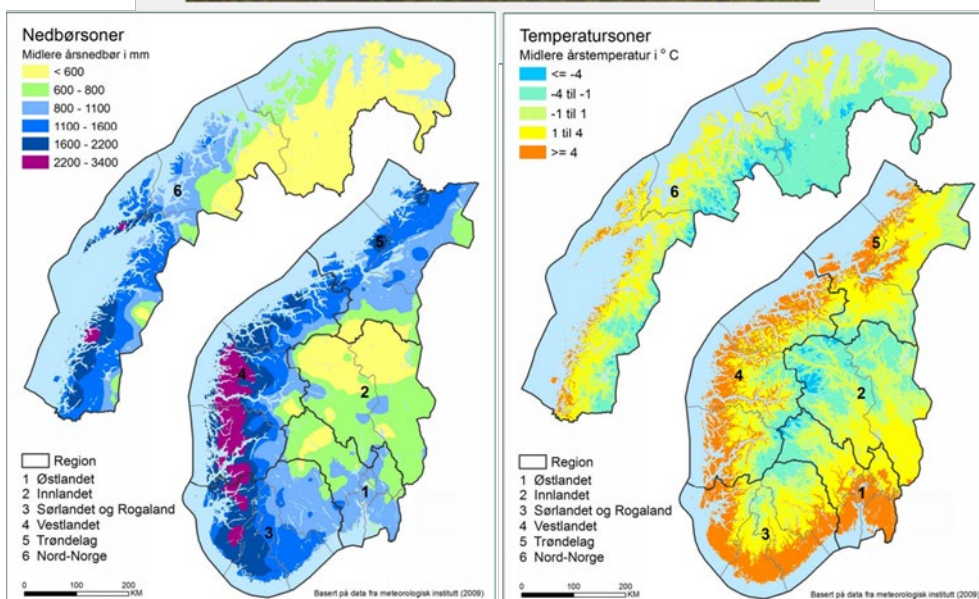 Nedbørsoner
Midlere årsnedbør i mm
< 600
600 - 800
800 - 1100
1100 - 1600
1600 - 2200
2200 - 3400
6
5
4
2
1
3
Region
1 Østlandet
2 Innlandet
3 Sørlandet og Rogaland
4 Vestlandet
5 Trøndelag
6 Nord-Norge
0 100 200
KM
Basert på data fra meteorologisk institutt (2009)
Temperatursoner
Midlere årstemperatur i ° C
<= -4
-4 til -1
-1 til 1
1 til 4
>= 4
6
5
4
2
1
3
Region
1 Østlandet
2 Innlandet
3 Sørlandet og Rogaland
4 Vestlandet
5 Trøndelag
6 Nord-Norge
0 100 200
KM
Basert på data fra meteorologisk institutt (2009)